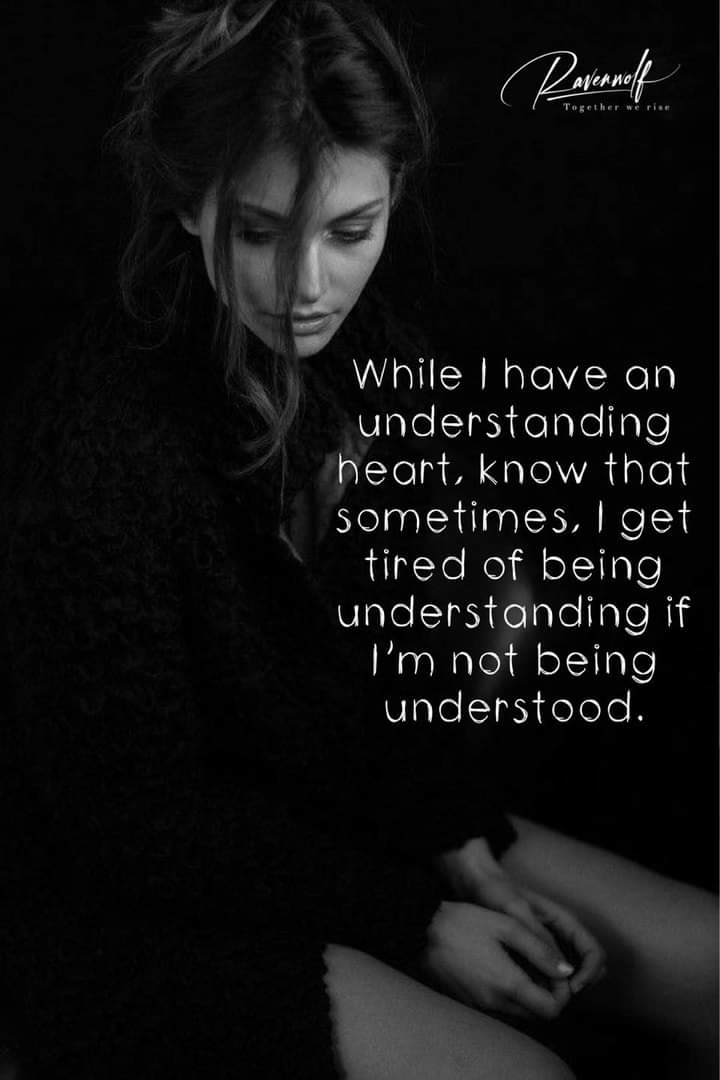 Ravenwolf
Together we rise
While I have an
understanding
heart, know that
sometimes, I get
tired of being
understanding if
I'm not being
understood.